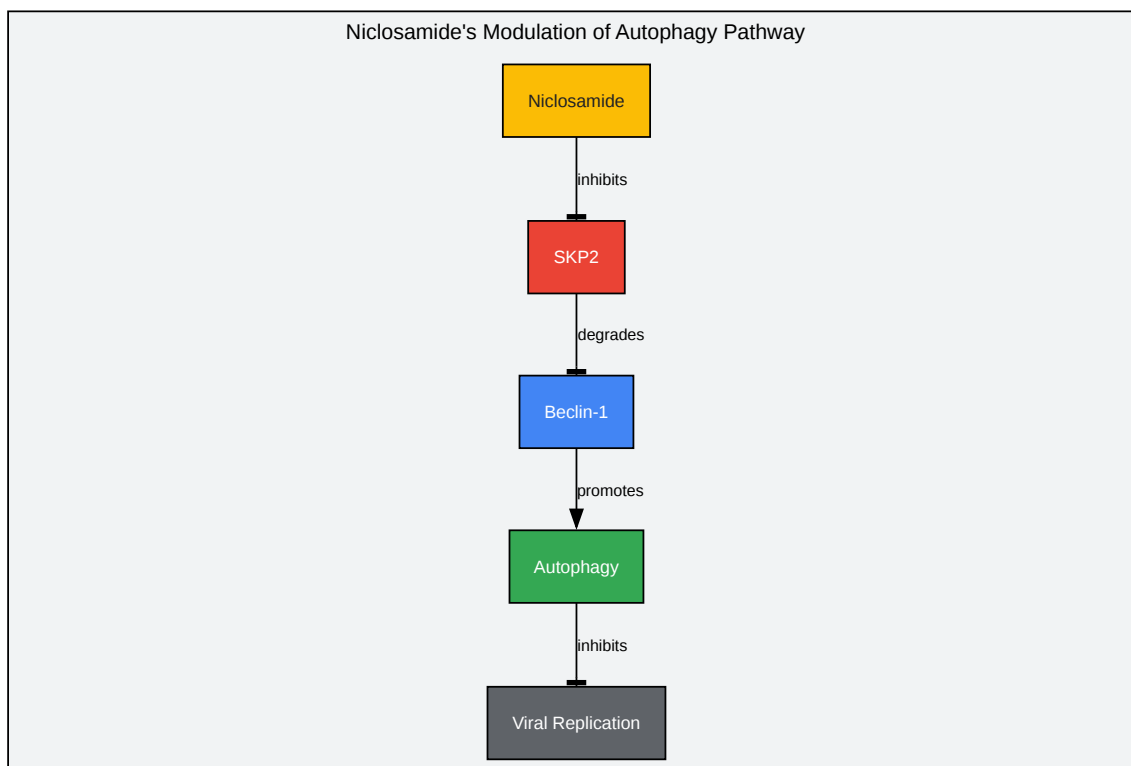 Niclosamide's Modulation of Autophagy Pathway
Niclosamide
inhibits
SKP2
degrades
Beclin-1
promotes
Autophagy
inhibits
Viral Replication